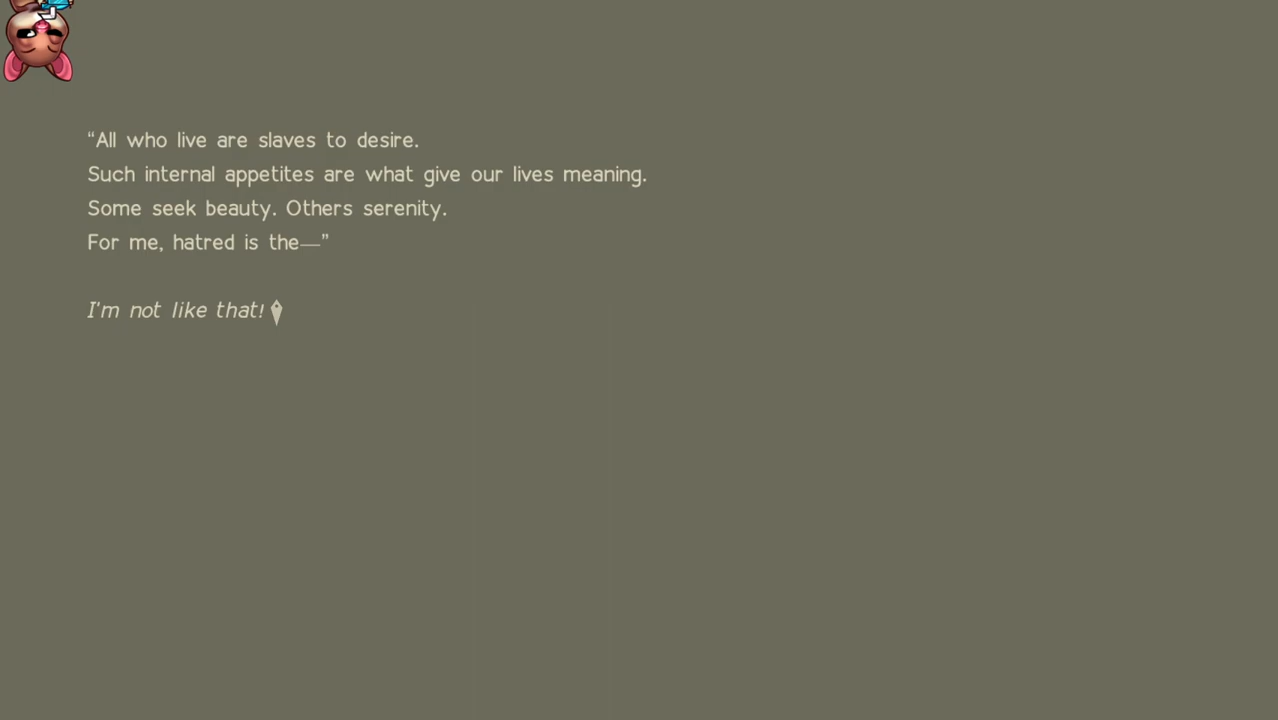 “All who live are slaves to desire.
Such internal appetites are what give our lives meaning.
Some seek beauty. Others serenity.
For me, hatred is the—”
I'm not like that!